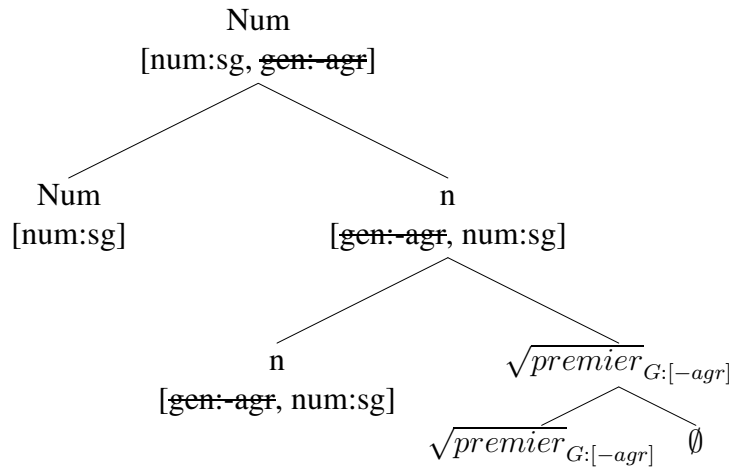 Num
[num:sg, gen:-agr]
Num n
[num:sg] [gen:-agr, num:sg]
n √premier G:[−agr]
[gen:-agr, num:sg]
√premier G:[−agr] ∅